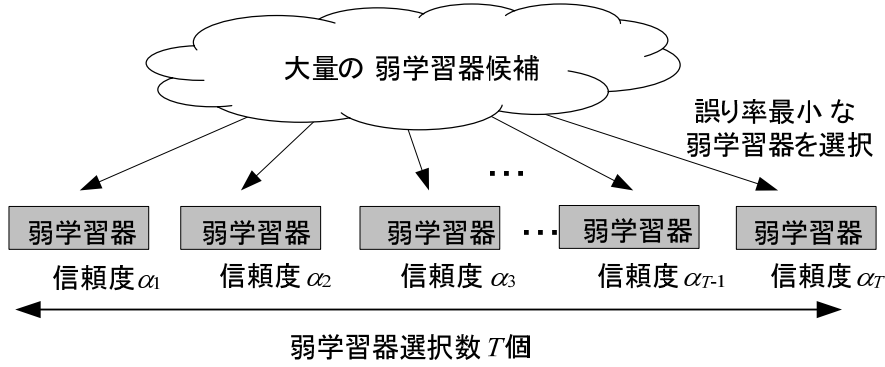 大量の 弱学習器候補
誤り率最小 な
弱学習器を選択
…
弱学習器 弱学習器 弱学習器 … 弱学習器 弱学習器
信頼度 α1 信頼度 α2 信頼度 α3 信頼度 αT-1 信頼度 αT
弱学習器選択数 T個